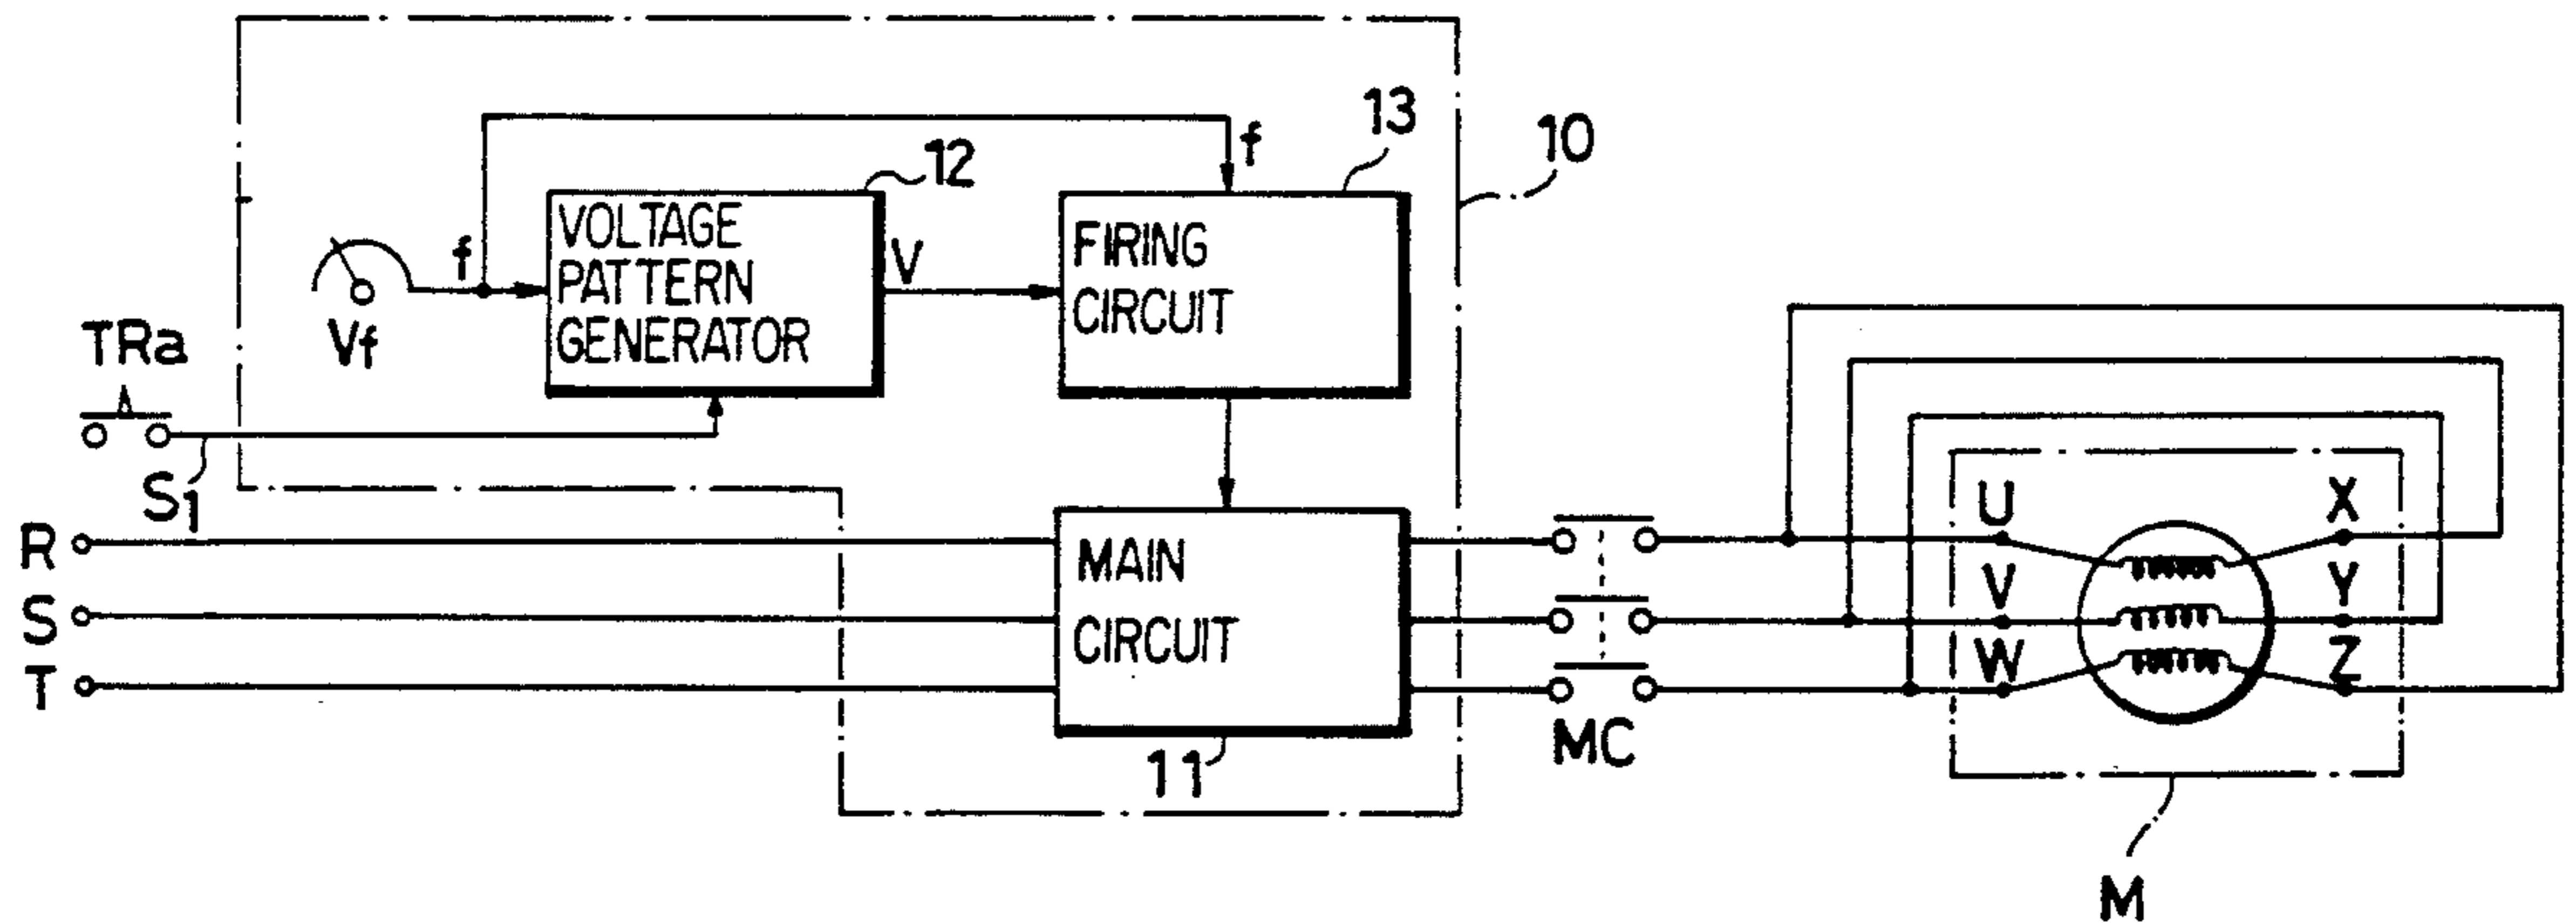 13
10
f
12
VOLTAGE
PATTERN
GENERATOR
f
V
FIRING
CIRCUIT
Vf
TRa
S1
R
S
T
MAIN
CIRCUIT
11
MC
U
V
W
X
Y
Z
M